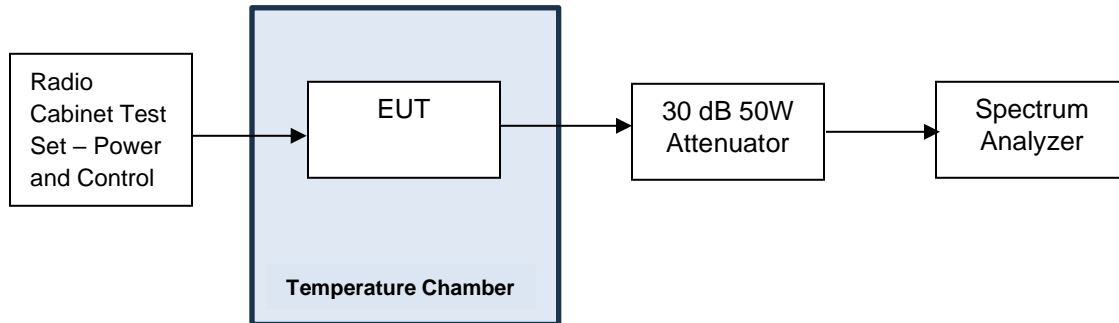 Radio
Cabinet Test
Set – Power
and Control
EUT
30 dB 50W
Attenuator
Spectrum
Analyzer
Temperature Chamber